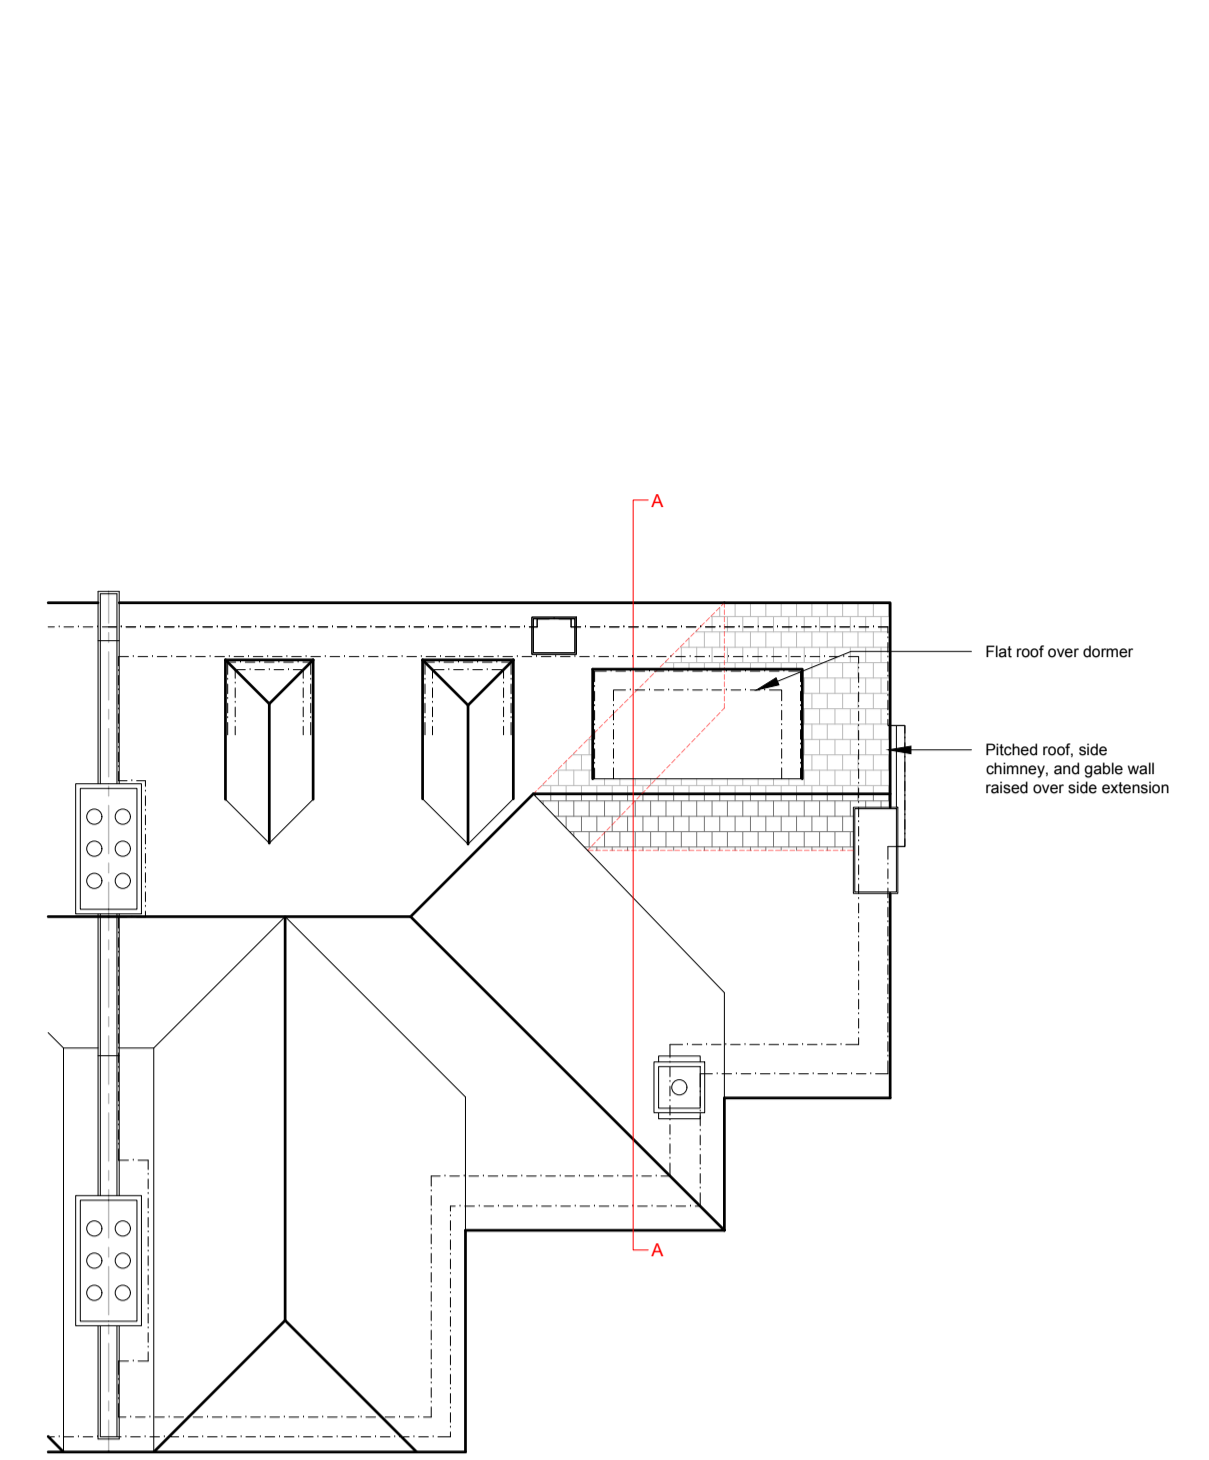 A
Flat roof over dormer
Pitched roof, side
chimney, and gable wall
raised over side extension
A